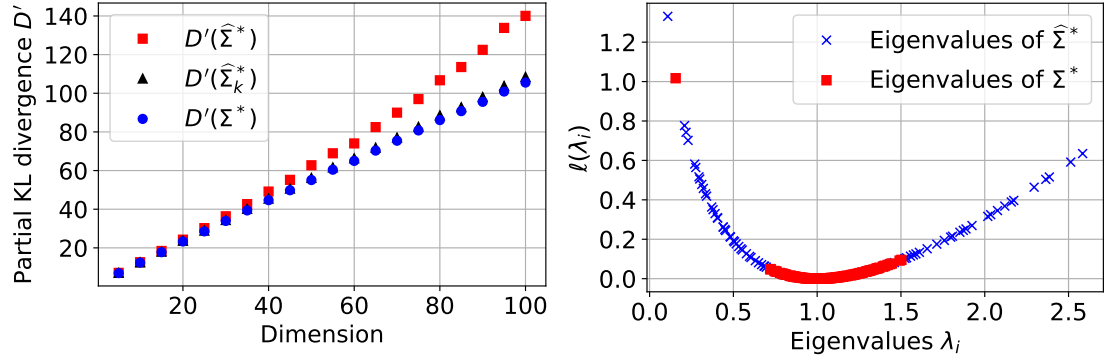 Partial KL divergence D′
140
120
100
80
60
40
20
20
40
60
80
100
Dimension
D′(Σ̂*)
D′(Σ̂*ₖ)
D′(Σ*)
ℓ(λᵢ)
1.2
1.0
0.8
0.6
0.4
0.2
0.0
0.0
0.5
1.0
1.5
2.0
2.5
Eigenvalues λᵢ
Eigenvalues of Σ̂*
Eigenvalues of Σ*